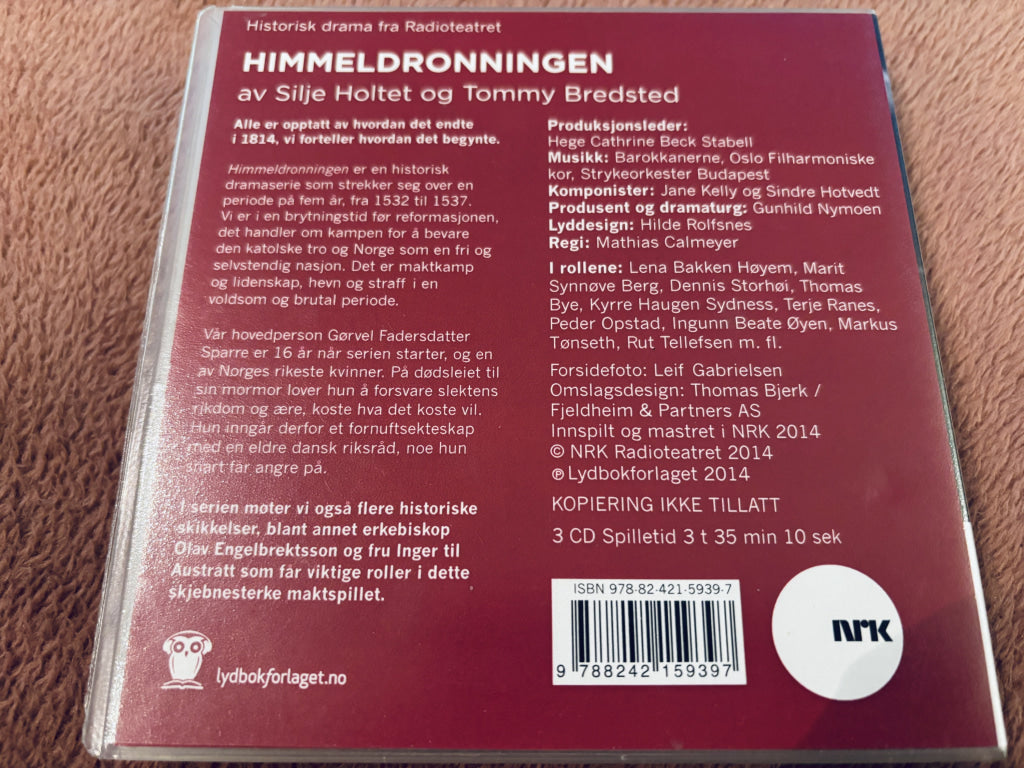 Historisk drama fra Radioteatret
HIMMELDRONNINGEN
av Silje Holtet og Tommy Bredsted
Alle er opptatt av hvordan det endte
i 1814, vi forteller hvordan det begynte.
Himmeldronningen er en historisk
dramaserie som strekker seg over en
periode på fem år, fra 1532 til 1537.
Vi er i en brytningstid før reformasjonen,
det handler om kampen for å bevare
den katolske tro og Norge som en fri og
selvstendig nasjon. Det er maktkamp
og lidenskap, hevn og straff i en
voldsom og brutal periode.
Vår hovedperson Gørvel Fadersdatter
Sparre er 16 år når serien starter, og en
av Norges rikeste kvinner. På dødsleiet til
sin mormor lover hun å forsvare slektens
rikdom og ære, koste hva det koste vil.
Hun inngår derfor et fornuftsekteskap
med en eldre dansk riksråd, noe hun
snart får angre på.
I serien møter vi også flere historiske
skikkelser, blant annet erkebiskop
Olav Engelbrektsson og fru Inger til
Austrått som får viktige roller i dette
skjebnesterke maktspillet.
lydbokforlaget.no
Produksjonsleder:
Hege Cathrine Beck Stabell
Musikk: Barokkanerne, Oslo Filharmoniske
kor, Strykeorkester Budapest
Komponister: Jane Kelly og Sindre Hotvedt
Produsent og dramaturg: Gunhild Nymoen
Lyddesign: Hilde Rolfsnes
Regi: Mathias Calmeyer
I rollene: Lena Bakken Høyem, Marit
Synnøve Berg, Dennis Storhøi, Thomas
Bye, Kyrre Haugen Sydness, Terje Ranes,
Peder Opstad, Ingunn Beate Øyen, Markus
Tønseth, Rut Tellefsen m. fl.
Forsidefoto: Leif Gabrielsen
Omslagsdesign: Thomas Bjerk /
Fjeldheim & Partners AS
Innspilt og mastret i NRK 2014
© NRK Radioteatret 2014
℗ Lydbokforlaget 2014
KOPIERING IKKE TILLATT
3 CD Spilletid 3 t 35 min 10 sek
ISBN 978-82-421-5939-7
9 788242 159397
NRK